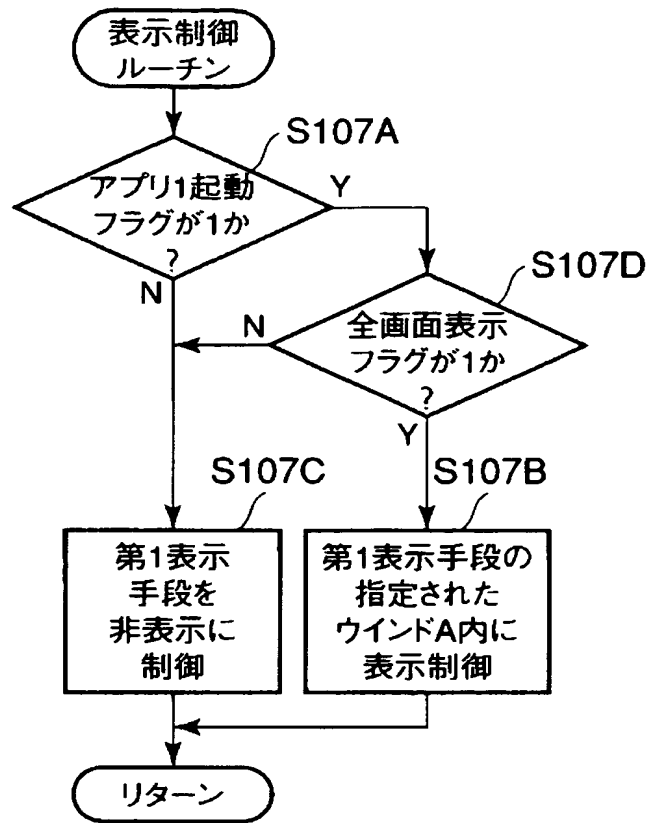 表示制御
ルーチン
S107A
アプリ1起動
フラグが1か
?
Y
N
S107D
全画面表示
フラグが1か
?
N
Y
S107C
第1表示
手段を
非表示に
制御
S107B
第1表示手段の
指定された
ウインドA内に
表示制御
リターン